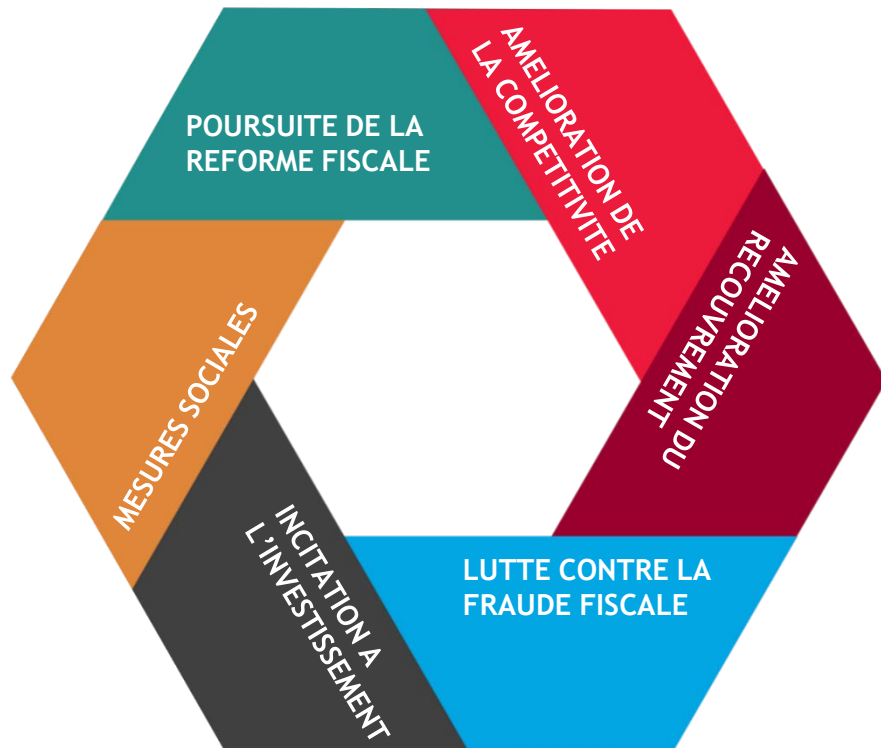 POURSUITE DE LA
REFORME FISCALE
AMELIORATION DE
LA COMPETITIVITE
AMELIORATION DU
RECOUVREMENT
LUTTE CONTRE LA
FRAUDE FISCALE
INCITATION A
L’INVESTISSEMENT
MESURES SOCIALES